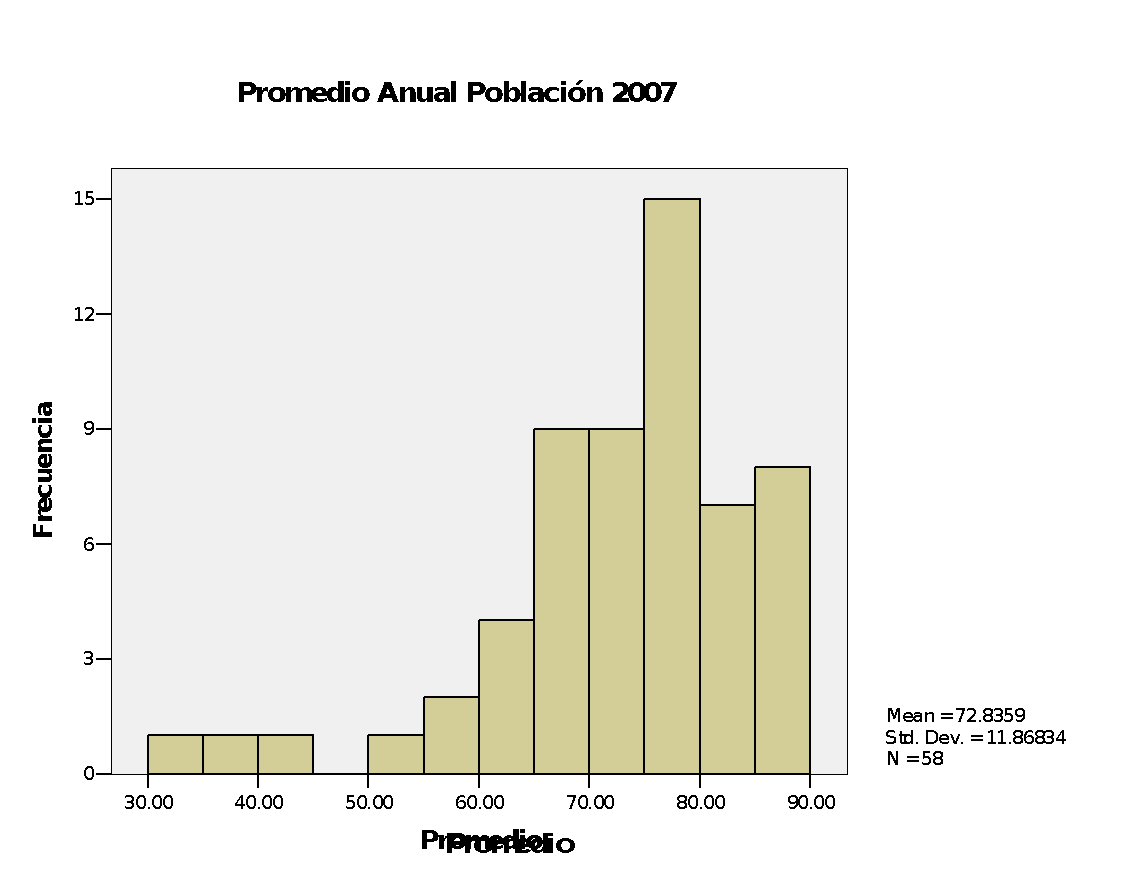 Promedio Anual Población 2007
15
12
9
6
3
0
Frecuencia
30.00 40.00 50.00 60.00 70.00 80.00 90.00
Promedio
Mean =72.8359
Std. Dev. =11.86834
N =58